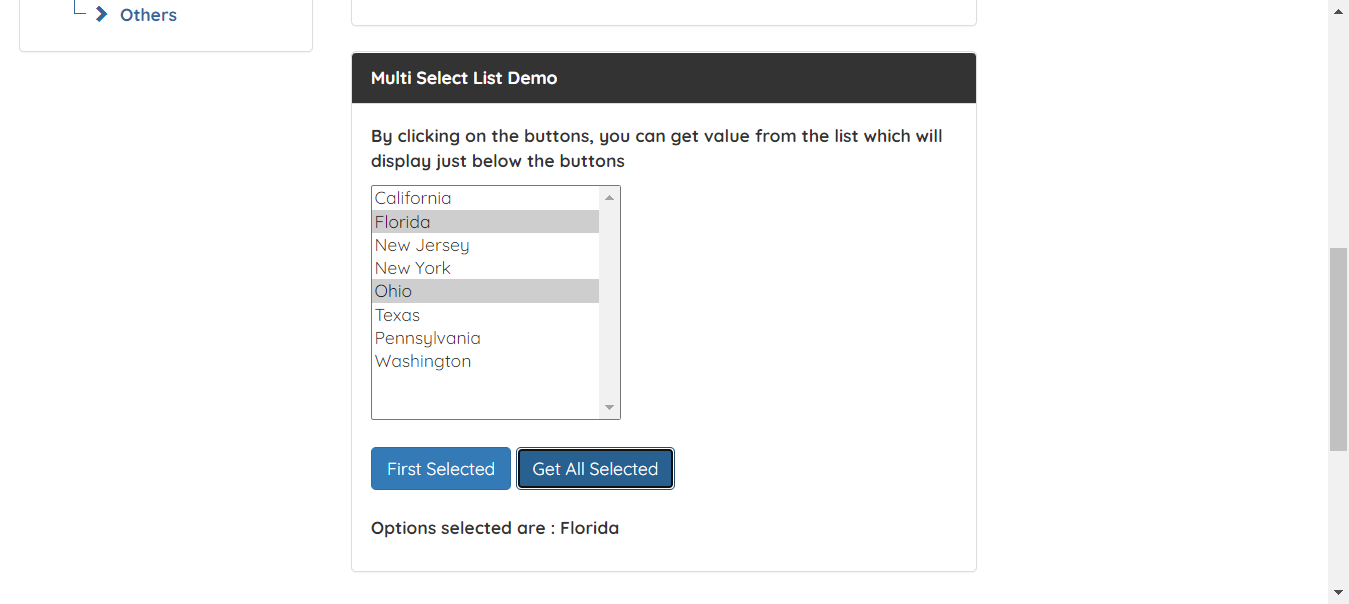 Others
Multi Select List Demo
By clicking on the buttons, you can get value from the list which will
display just below the buttons
California
Florida
New Jersey
New York
Ohio
Texas
Pennsylvania
Washington
First Selected
Get All Selected
Options selected are : Florida